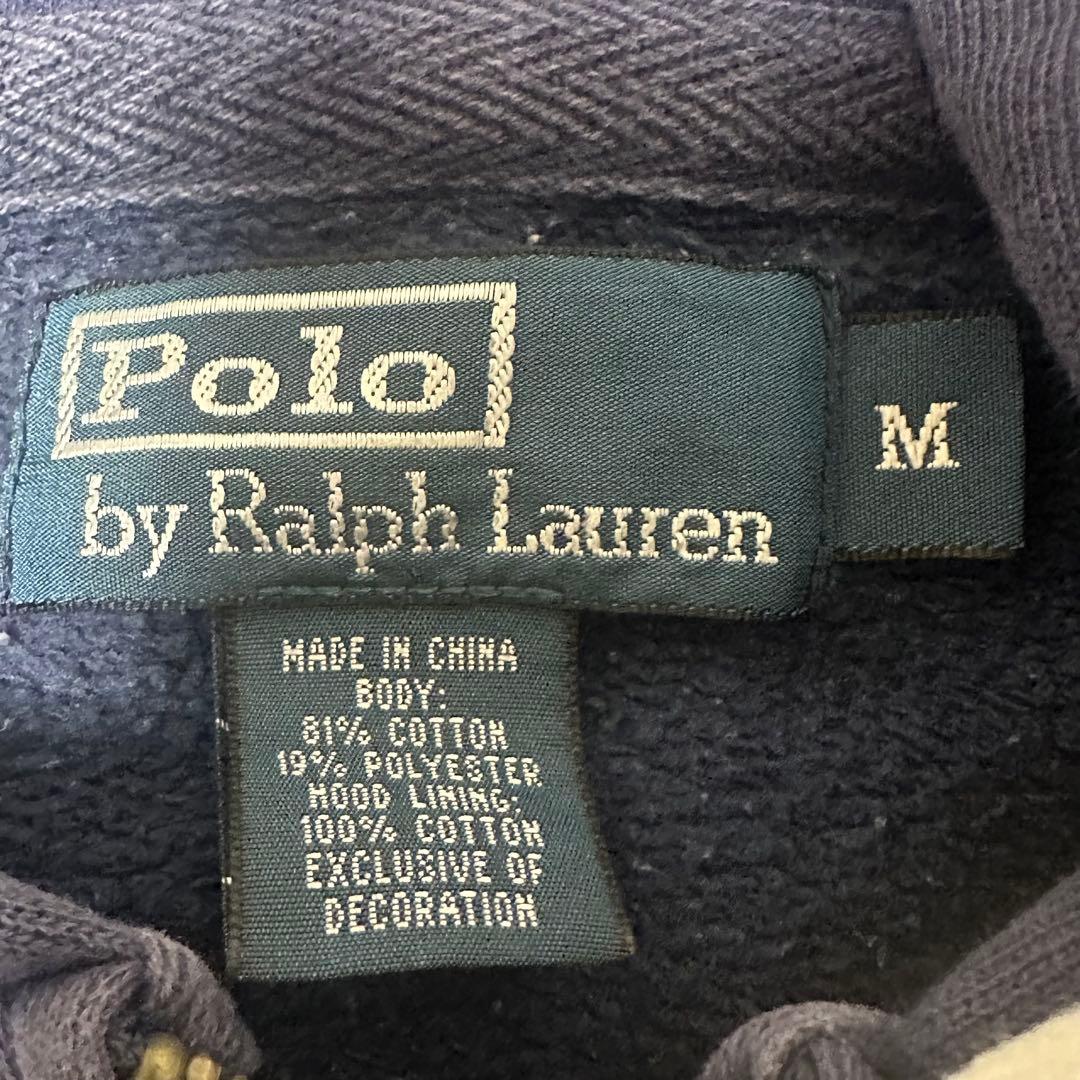 Polo
by Ralph Lauren
M
MADE IN CHINA
BODY:
81% COTTON
19% POLYESTER
HOOD LINING:
100% COTTON
EXCLUSIVE OF
DECORATION